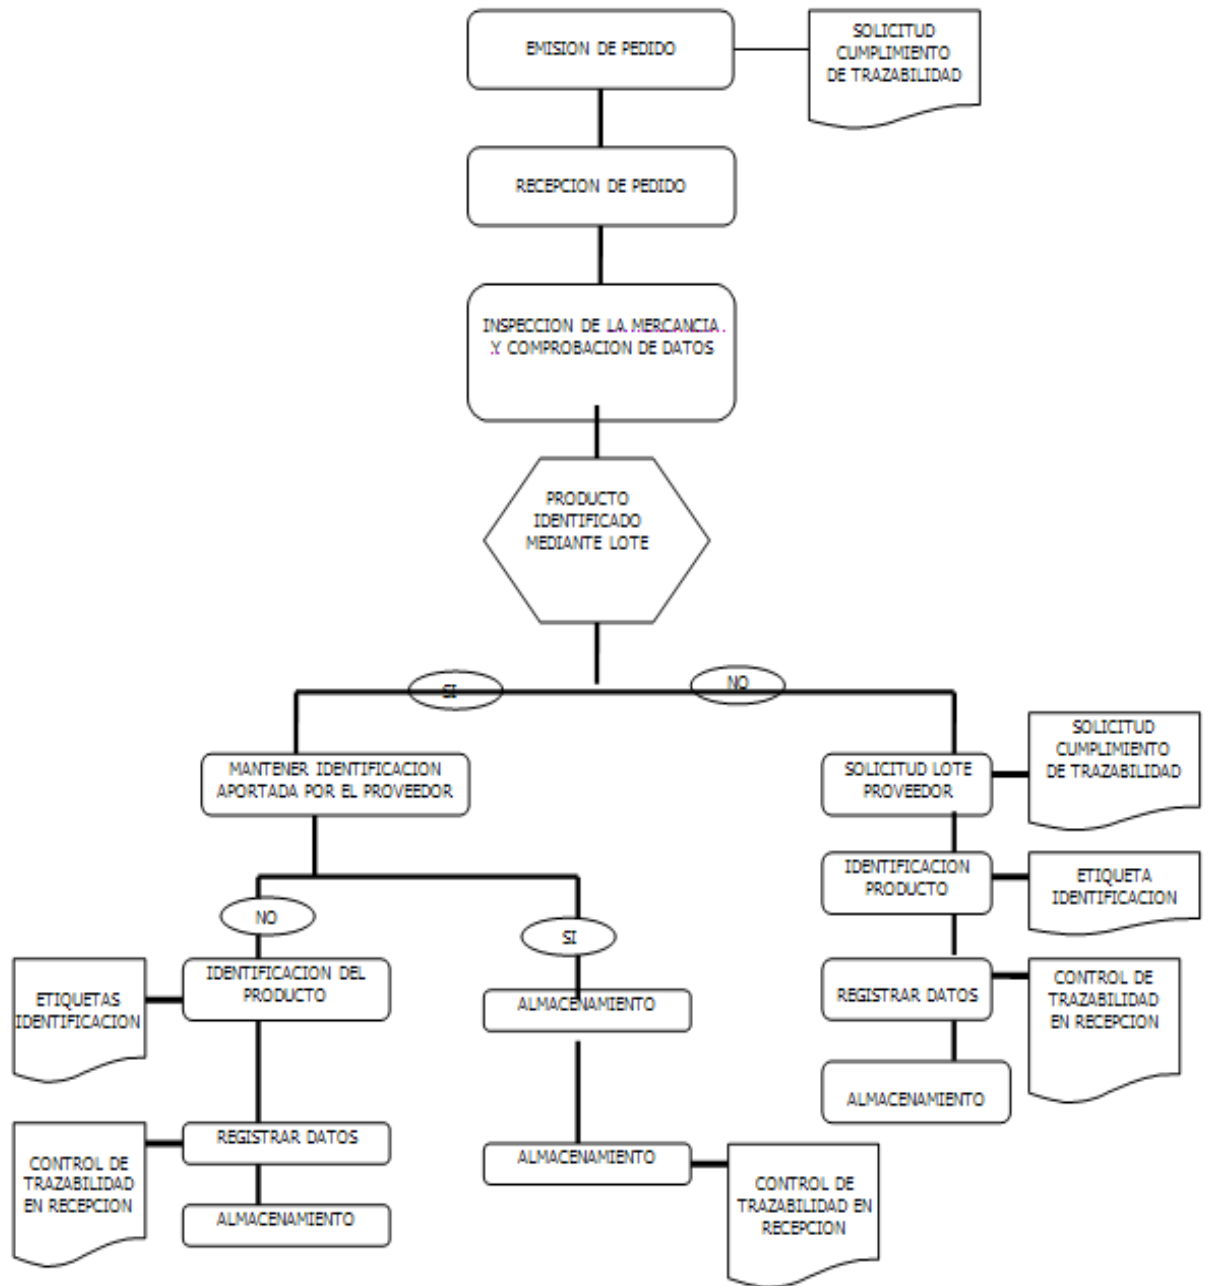 EMISION DE PEDIDO
SOLICITUD
CUMPLIMIENTO
DE TRAZABILIDAD
RECEPCION DE PEDIDO
INSPECCION DE LA MERCANCIA.
Y COMPROBACION DE DATOS
PRODUCTO
IDENTIFICADO
MEDIANTE LOTE
SI
NO
MANTENER IDENTIFICACION
APORTADA POR EL PROVEEDOR
SOLICITUD LOTE
PROVEEDOR
SOLICITUD
CUMPLIMIENTO
DE TRAZABILIDAD
IDENTIFICACION
PRODUCTO
ETIQUETA
IDENTIFICACION
NO
SI
ETIQUETAS
IDENTIFICACION
IDENTIFICACION DEL
PRODUCTO
ALMACENAMIENTO
REGISTRAR DATOS
CONTROL DE
TRAZABILIDAD
EN RECEPCION
ALMACENAMIENTO
CONTROL DE
TRAZABILIDAD
EN RECEPCION
REGISTRAR DATOS
ALMACENAMIENTO
ALMACENAMIENTO
CONTROL DE
TRAZABILIDAD EN
RECEPCION